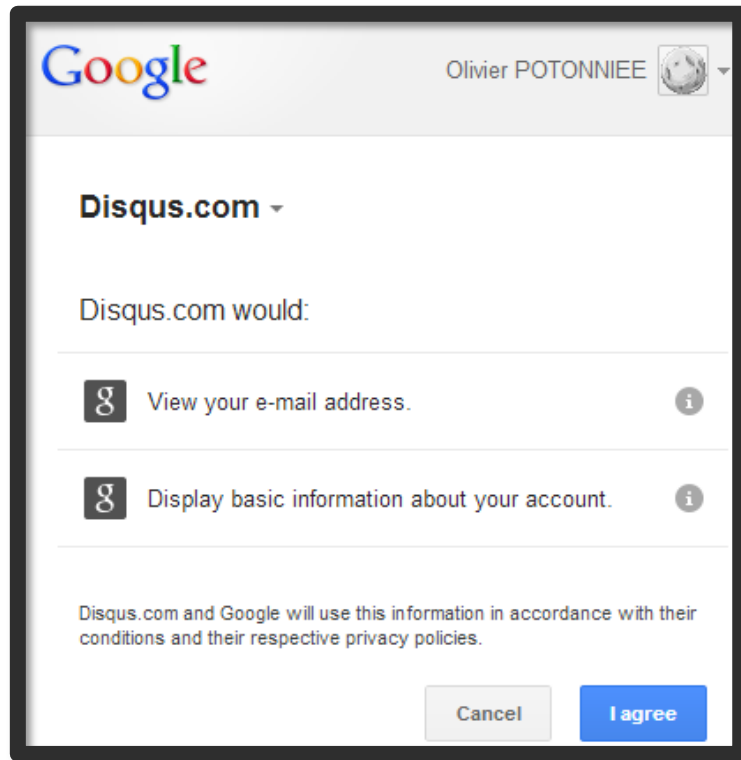 Google
Olivier POTONNIEE
Disqus.com
Disqus.com would:
g View your e-mail address. i
g Display basic information about your account. i
Disqus.com and Google will use this information in accordance with their
conditions and their respective privacy policies.
Cancel I agree